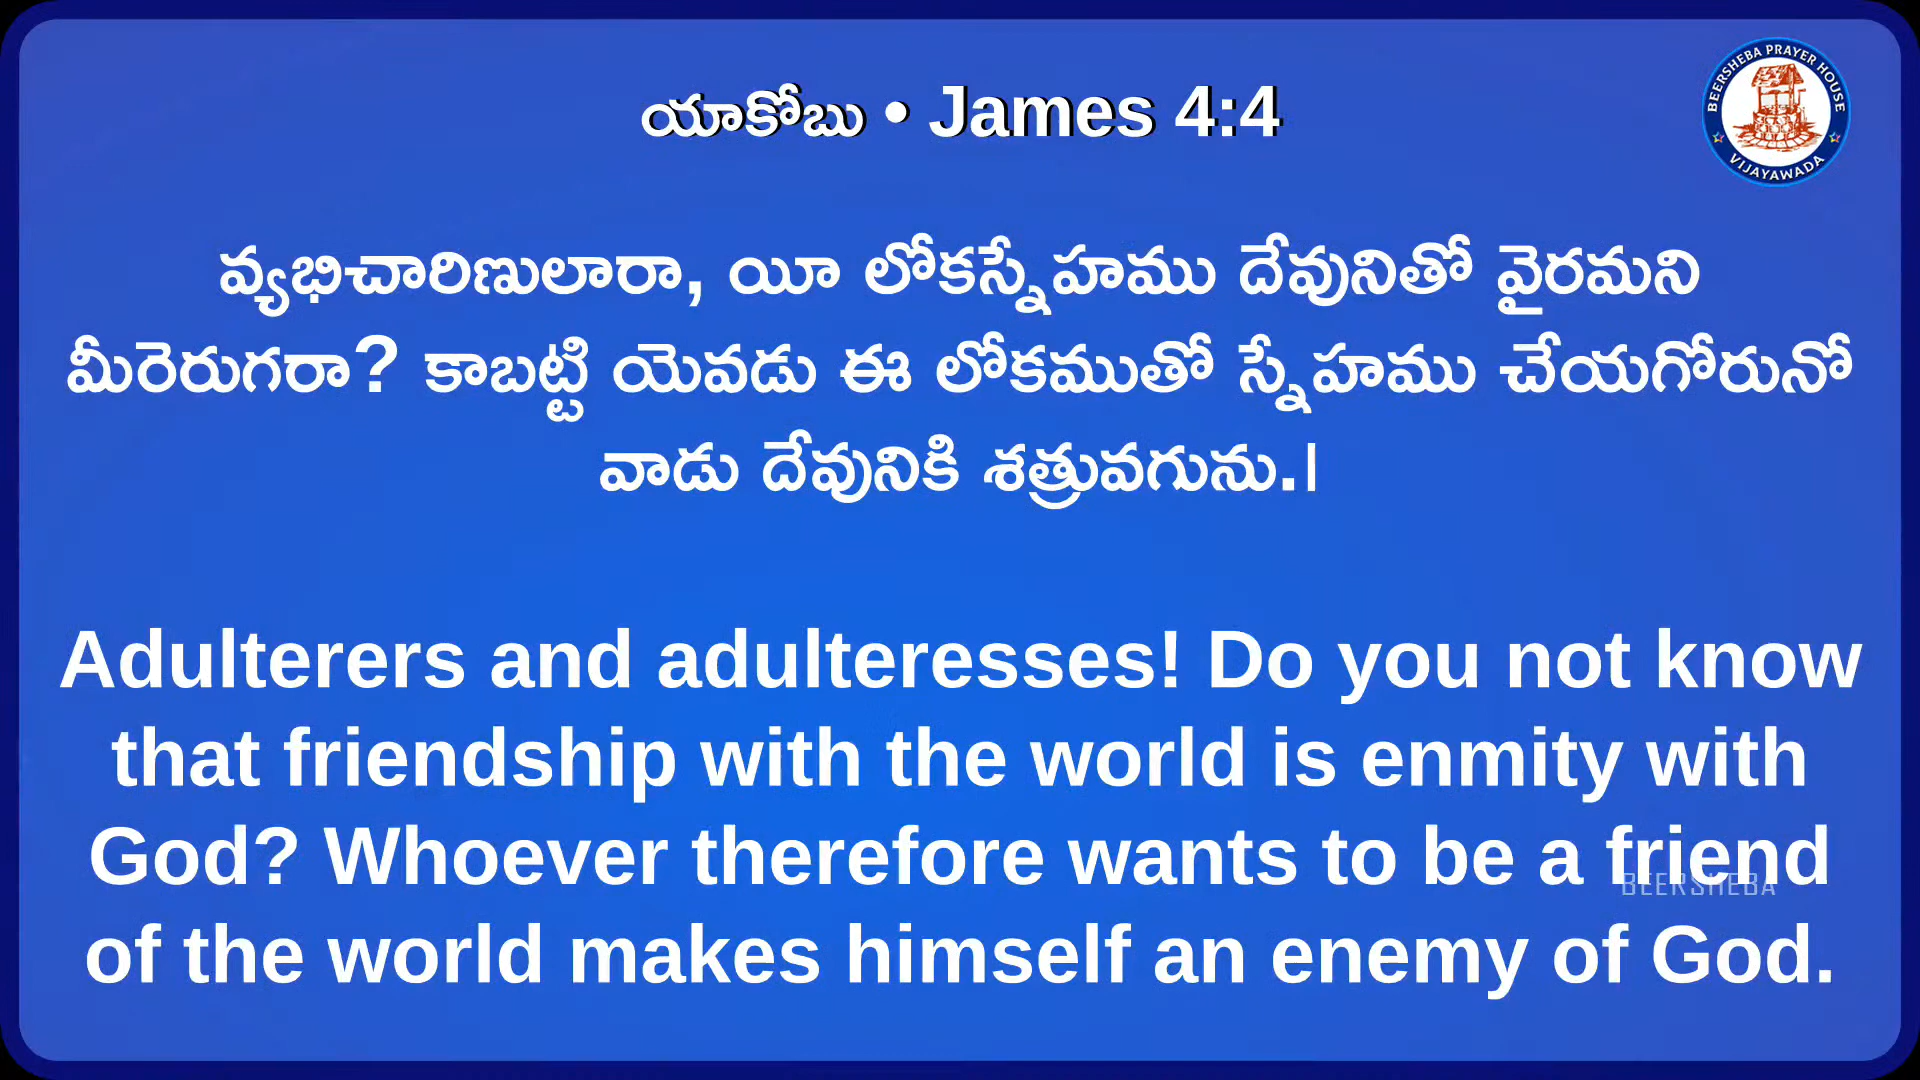 యాకోబు • James 4:4
BEERSHEBA PRAYER HOUSE
VIJAYAWADA
వ్యభిచారిణులారా, యీ లోకస్నేహము దేవునితో వైరమని
మీరెరుగరా? కాబట్టి యెవడు ఈ లోకముతో స్నేహము చేయగోరునో
వాడు దేవునికి శత్రువగును.|
Adulterers and adulteresses! Do you not know
that friendship with the world is enmity with
God? Whoever therefore wants to be a friend
BEERSHEBA
of the world makes himself an enemy of God.